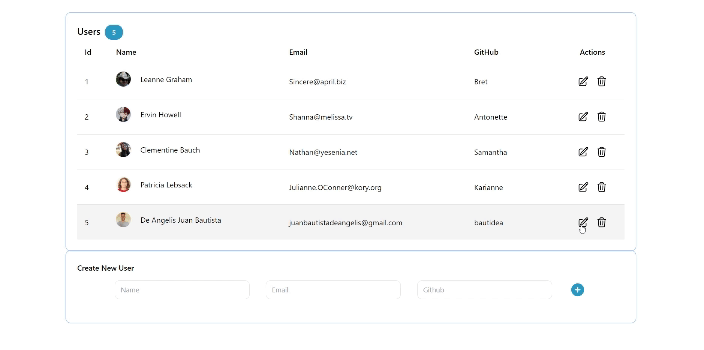 Users 5
Id Name Email GitHub Actions
1 Leanne Graham Sincere@april.biz Bret
2 Ervin Howell Shanna@melissa.tv Antonette
3 Clementine Bauch Nathan@yesenia.net Samantha
4 Patricia Lebsack Julianne.OConner@kory.org Karianne
5 De Angelis Juan Bautista juanbautistadeangelis@gmail.com bautidea
Create New User
Name Email Github